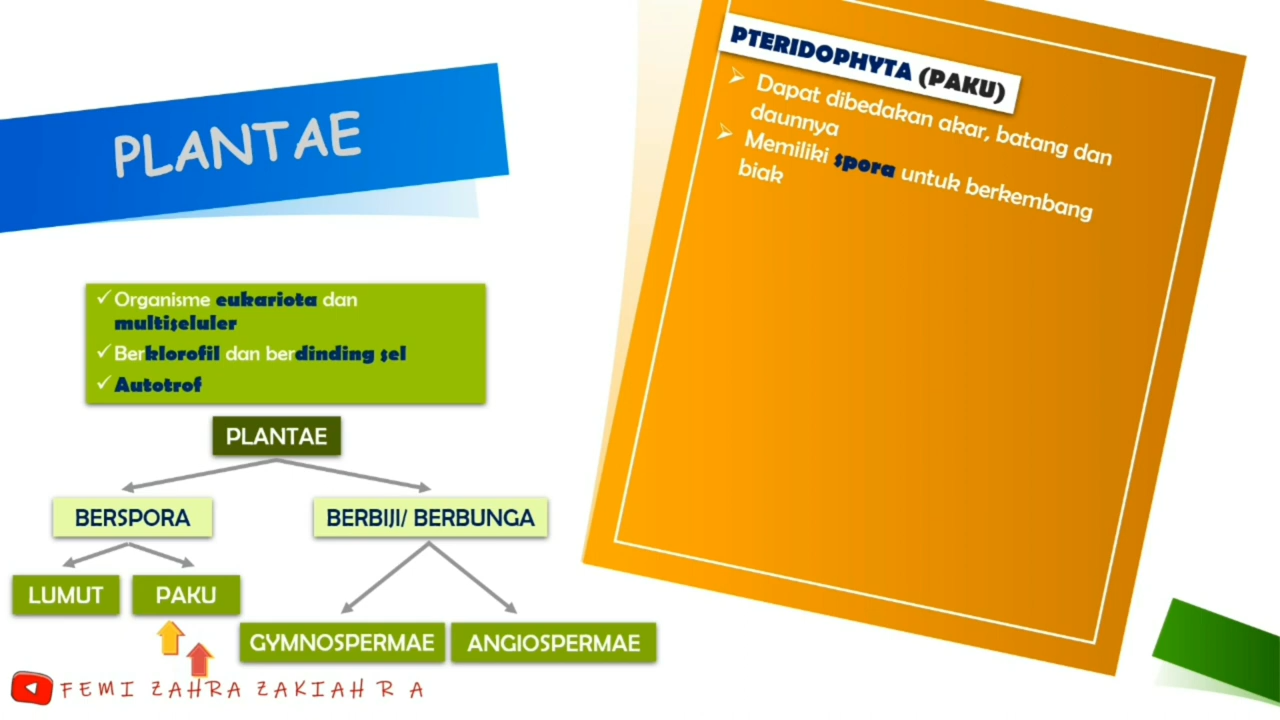 PLANTAE
Organisme eukariota dan
multiseluler
Berklorofil dan berdinding sel
Autotrof
PLANTAE
BERSPORA
BERBIJI/ BERBUNGA
LUMUT
PAKU
GYMNOSPERMAE
ANGIOSPERMAE
FEMI ZAHRA ZAKIAH R A
PTERIDOPHYTA (PAKU)
Dapat dibedakan akar, batang dan
daunnya
Memiliki spora untuk berkembang
biak